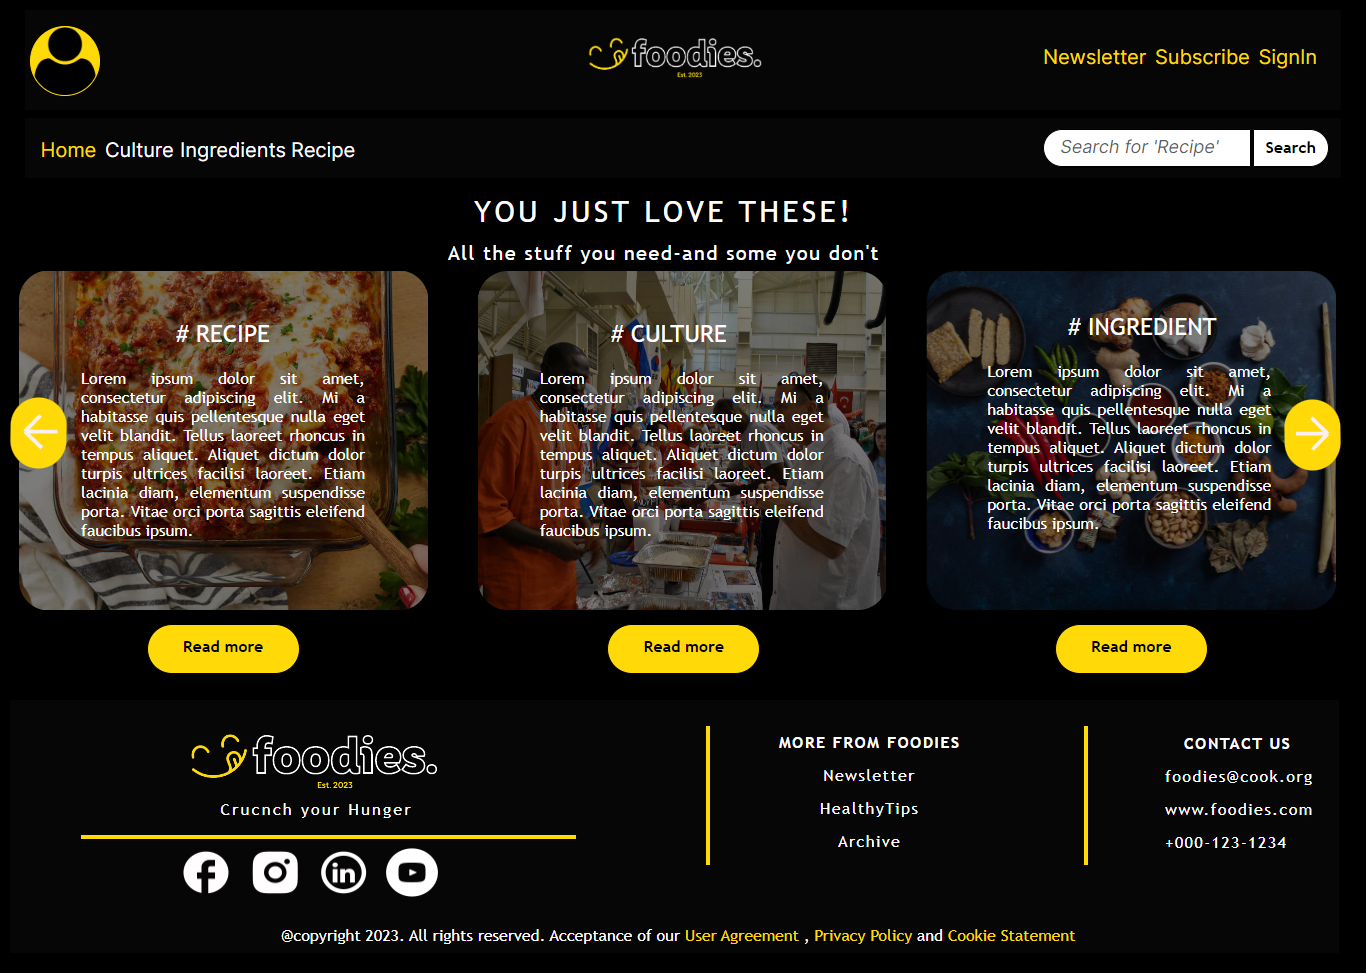 foodies.
Est. 2023
Newsletter Subscribe SignIn
Home Culture Ingredients Recipe
Search for 'Recipe' Search
YOU JUST LOVE THESE!
All the stuff you need-and some you don't
# RECIPE
Lorem ipsum dolor sit amet,
consectetur adipiscing elit. Mi a
habitasse quis pellentesque nulla eget
velit blandit. Tellus laoreet rhoncus in
tempus aliquet. Aliquet dictum dolor
turpis ultrices facilisi laoreet. Etiam
lacinia diam, elementum suspendisse
porta. Vitae orci porta sagittis eleifend
faucibus ipsum.
Read more
# CULTURE
Lorem ipsum dolor sit amet,
consectetur adipiscing elit. Mi a
habitasse quis pellentesque nulla eget
velit blandit. Tellus laoreet rhoncus in
tempus aliquet. Aliquet dictum dolor
turpis ultrices facilisi laoreet. Etiam
lacinia diam, elementum suspendisse
porta. Vitae orci porta sagittis eleifend
faucibus ipsum.
Read more
# INGREDIENT
Lorem ipsum dolor sit amet,
consectetur adipiscing elit. Mi a
habitasse quis pellentesque nulla eget
velit blandit. Tellus laoreet rhoncus in
tempus aliquet. Aliquet dictum dolor
turpis ultrices facilisi laoreet. Etiam
lacinia diam, elementum suspendisse
porta. Vitae orci porta sagittis eleifend
faucibus ipsum.
Read more
foodies.
Est. 2023
Crucnch your Hunger
in
MORE FROM FOODIES
Newsletter
HealthyTips
Archive
CONTACT US
foodies@cook.org
www.foodies.com
+000-123-1234
@copyright 2023. All rights reserved. Acceptance of our User Agreement , Privacy Policy and Cookie Statement